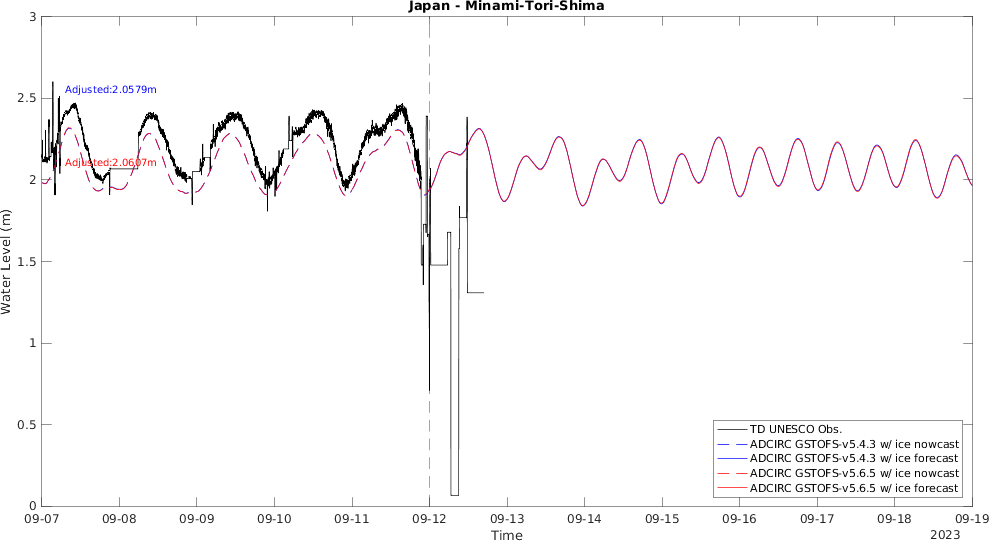 Japan - Minami-Tori-Shima
3
2.5
2
1.5
1
0.5
0
Water Level (m)
Adjusted:2.0579m
Adjusted:2.0607m
TD UNESCO Obs.
ADCIRC GSTOFS-v5.4.3 w/ ice nowcast
ADCIRC GSTOFS-v5.4.3 w/ ice forecast
ADCIRC GSTOFS-v5.6.5 w/ ice nowcast
ADCIRC GSTOFS-v5.6.5 w/ ice forecast
09-07 09-08 09-09 09-10 09-11 09-12 09-13 09-14 09-15 09-16 09-17 09-18 09-19
Time
2023